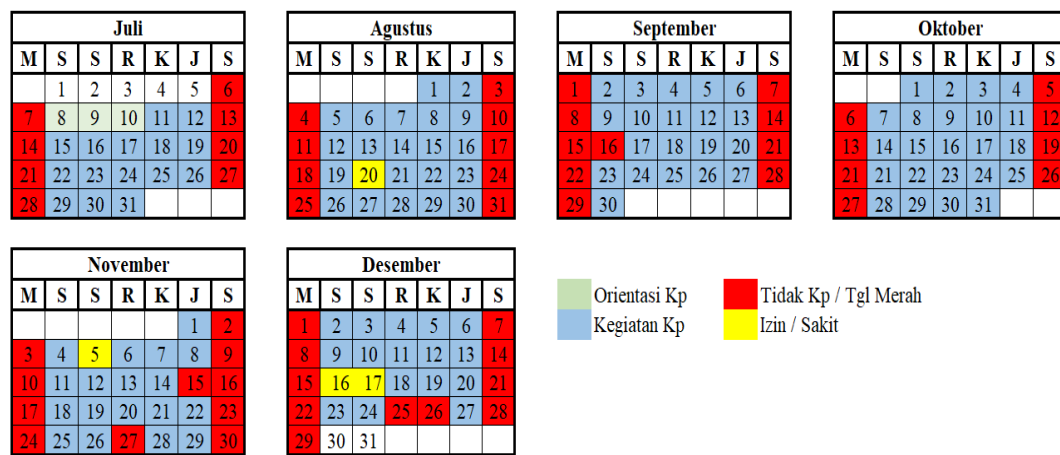 Juli
M S S R K J S
1 2 3 4 5 6
7 8 9 10 11 12 13
14 15 16 17 18 19 20
21 22 23 24 25 26 27
28 29 30 31
Agustus
M S S R K J S
1 2 3
4 5 6 7 8 9 10
11 12 13 14 15 16 17
18 19 20 21 22 23 24
25 26 27 28 29 30 31
September
M S S R K J S
1 2 3 4 5 6 7
8 9 10 11 12 13 14
15 16 17 18 19 20 21
22 23 24 25 26 27 28
29 30
Oktober
M S S R K J S
1 2 3 4 5
6 7 8 9 10 11 12
13 14 15 16 17 18 19
21 21 22 23 24 25 26
27 28 29 30 31
November
M S S R K J S
1 2
3 4 5 6 7 8 9
10 11 12 13 14 15 16
17 18 19 20 21 22 23
24 25 26 27 28 29 30
Desember
M S S R K J S
1 2 3 4 5 6 7
8 9 10 11 12 13 14
15 16 17 18 19 20 21
22 23 24 25 26 27 28
29 30 31
Orientasi Kp
Kegiatan Kp
Tidak Kp / Tgl Merah
Izin / Sakit